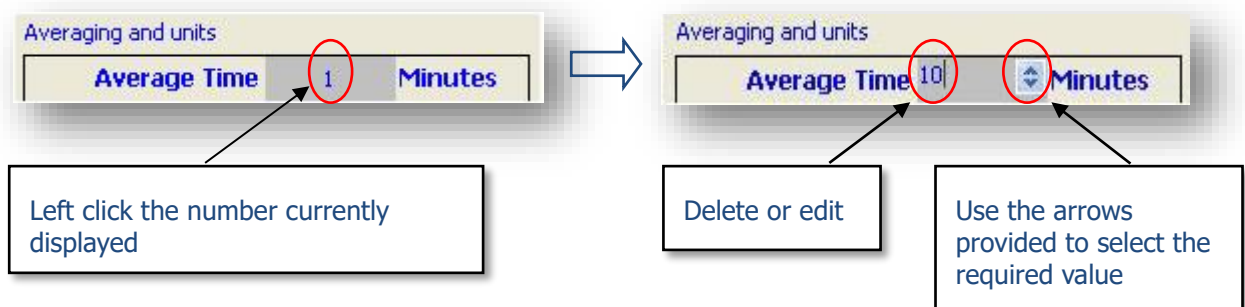 Averaging and units
Average Time 1 Minutes
Left click the number currently
displayed
Averaging and units
Average Time 10 Minutes
Delete or edit
Use the arrows
provided to select the
required value